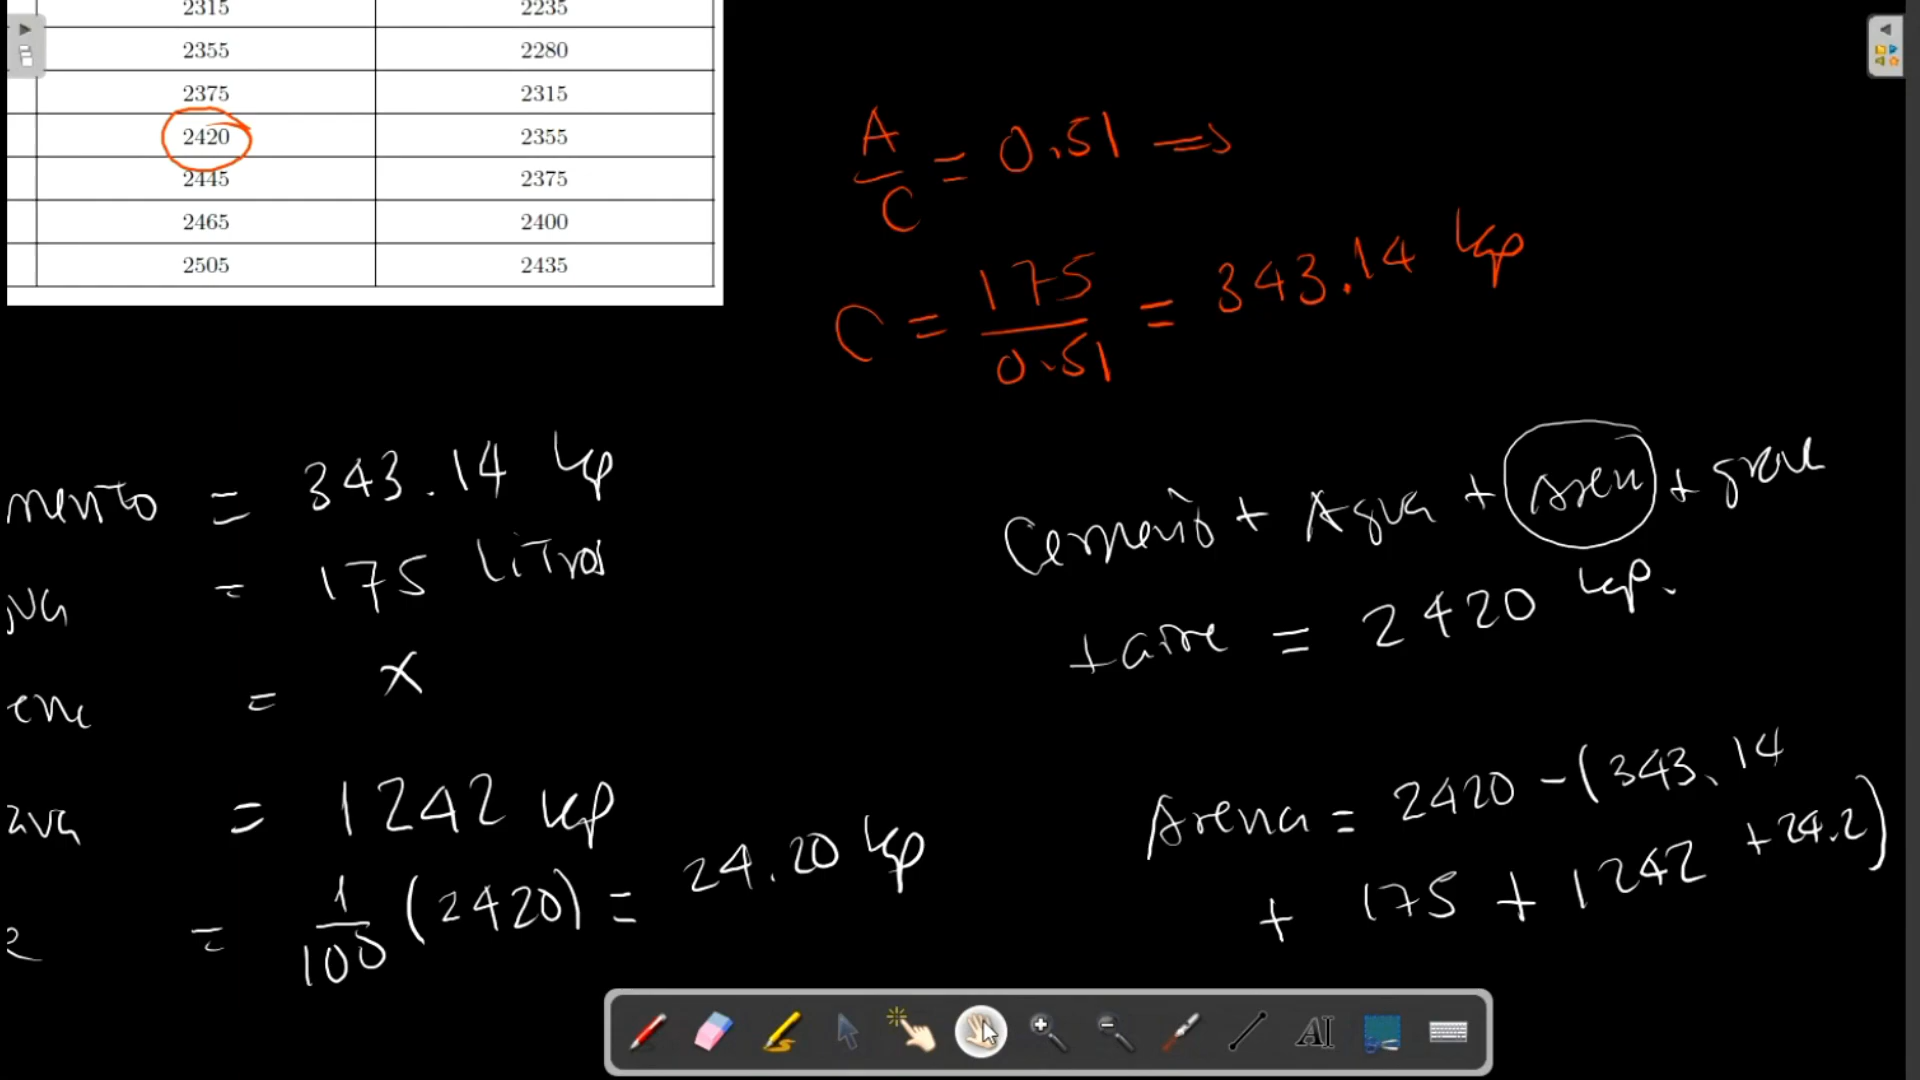 2315 2235
2355 2280
2375 2315
2420 2355
2445 2375
2465 2400
2505 2435
A/C = 0.51 =>
C = 175/0.51 = 343.14 kg
mento = 343.14 kg
ua = 175 litros
ena = x
ava = 1242 kg
e = 1/100 (2420) = 24.20 kg
Cemento + Agua + Aren + grava
+ aire = 2420 kg.
Arena = 2420 - (343.14
+ 175 + 1242 + 24.2)
AI